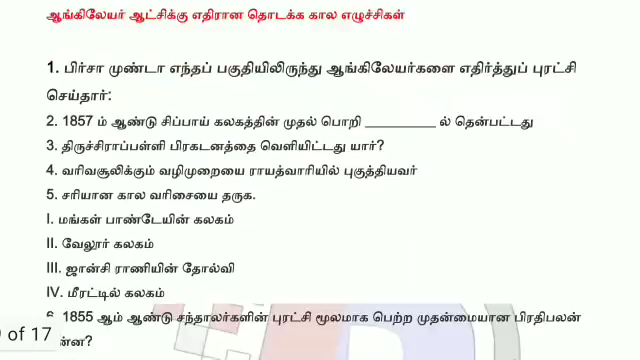 ஆங்கிலேயர் ஆட்சிக்கு எதிரான தொடக்க கால எழுச்சிகள்
1. பிர்சா முண்டா எந்தப் பகுதியிலிருந்து ஆங்கிலேயர்களை எதிர்த்துப் புரட்சி
செய்தார்:
2. 1857 ம் ஆண்டு சிப்பாய் கலகத்தின் முதல் பொறி __________ ல் தென்பட்டது
3. திருச்சிராப்பள்ளி பிரகடனத்தை வெளியிட்டது யார்?
4. வரிவசூலிக்கும் வழிமுறையை ராயத்வாரியில் புகுத்தியவர்
5. சரியான கால வரிசையை தருக.
I. மங்கள் பாண்டேயின் கலகம்
II. வேலூர் கலகம்
III. ஜான்சி ராணியின் தோல்வி
IV. மீரட்டில் கலகம்
6. 1855 ஆம் ஆண்டு சந்தாலர்களின் புரட்சி மூலமாக பெற்ற முதன்மையான பிரதிபலன்
of 17